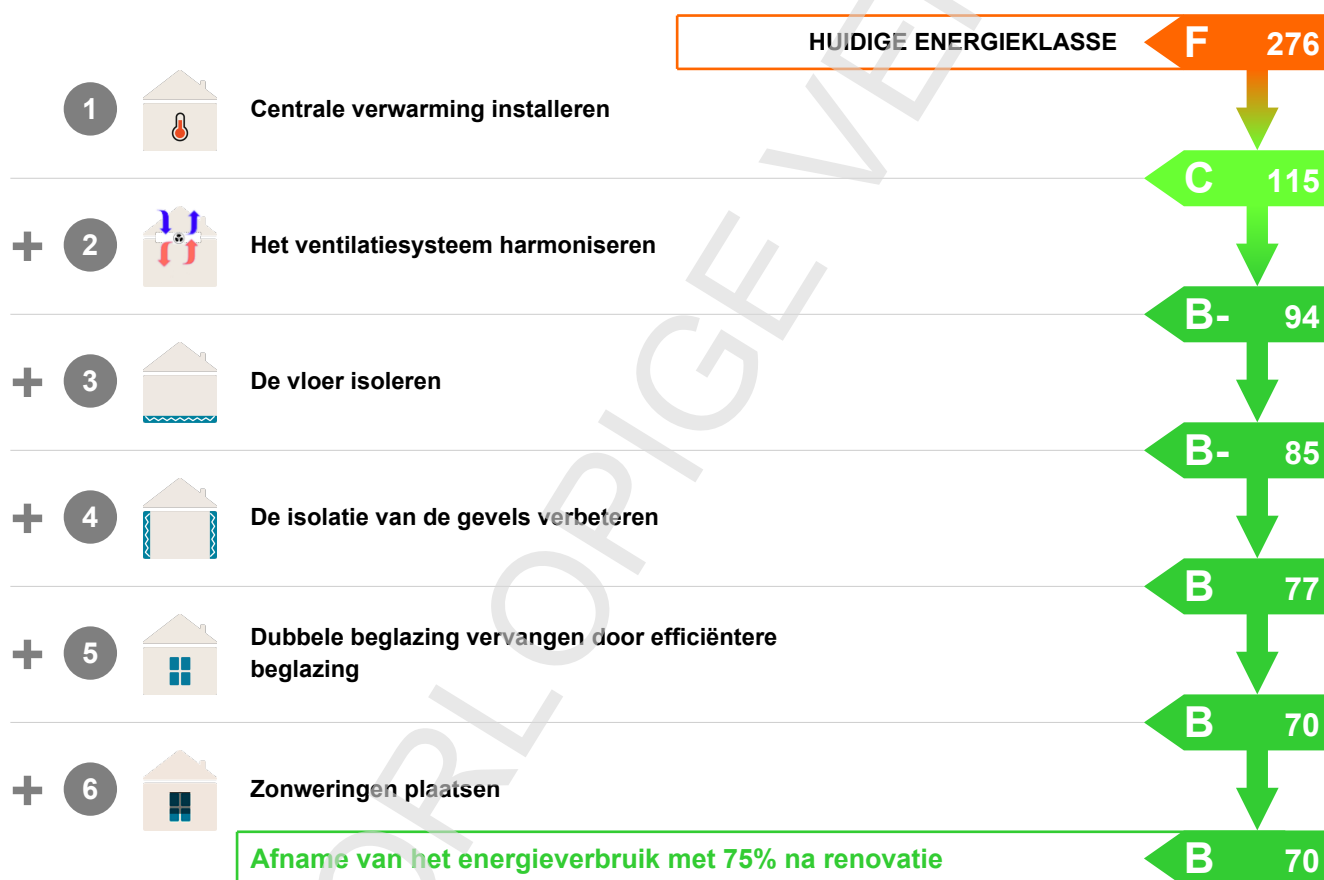 HUIDIGE ENERGIEKLASSE F 276
1 Centrale verwarming installeren
C 115
+ 2 Het ventilatiesysteem harmoniseren
B- 94
+ 3 De vloer isoleren
B- 85
+ 4 De isolatie van de gevels verbeteren
B 77
+ 5 Dubbele beglazing vervangen door efficiëntere
beglazing
B 70
+ 6 Zonweringen plaatsen
Afname van het energieverbruik met 75% na renovatie B 70
ORLOPIGE VE